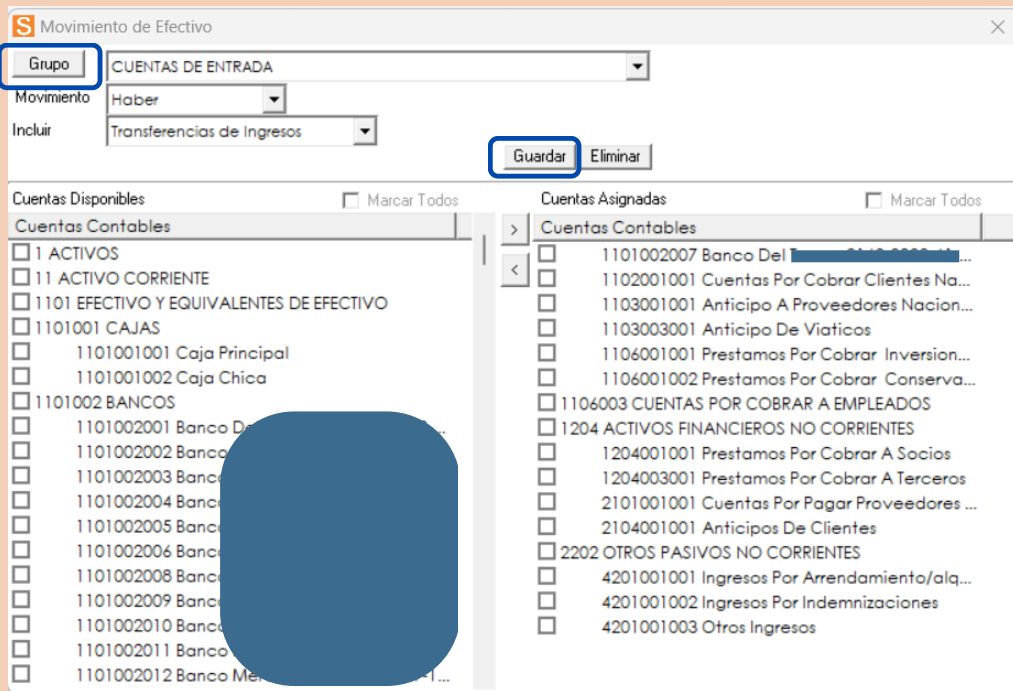 S Movimiento de Efectivo
Grupo CUENTAS DE ENTRADA
Movimiento Haber
Incluir Transferencias de Ingresos
Guardar Eliminar
Cuentas Disponibles Marcar Todos
Cuentas Contables
1 ACTIVOS
11 ACTIVO CORRIENTE
1101 EFECTIVO Y EQUIVALENTES DE EFECTIVO
1101001 CAJAS
1101001001 Caja Principal
1101001002 Caja Chica
1101002 BANCOS
1101002001 Banco
1101002002 Banco
1101002003 Banc
1101002004 Banc
1101002005 Banc
1101002006 Banc
1101002008 Banc
1101002009 Banc
1101002010 Banc
1101002011 Banco
1101002012 Banco
> 
<
Cuentas Asignadas Marcar Todos
Cuentas Contables
1101002007 Banco Del ...
1102001001 Cuentas Por Cobrar Clientes Na...
1103001001 Anticipo A Proveedores Nacion...
1103003001 Anticipo De Viaticos
1106001001 Prestamos Por Cobrar Inversion...
1106001002 Prestamos Por Cobrar Conserva...
1106003 CUENTAS POR COBRAR A EMPLEADOS
1204 ACTIVOS FINANCIEROS NO CORRIENTES
1204001001 Prestamos Por Cobrar A Socios
1204003001 Prestamos Por Cobrar A Terceros
2101001001 Cuentas Por Pagar Proveedores ...
2104001001 Anticipos De Clientes
2202 OTROS PASIVOS NO CORRIENTES
4201001001 Ingresos Por Arrendamiento/alq...
4201001002 Ingresos Por Indemnizaciones
4201001003 Otros Ingresos